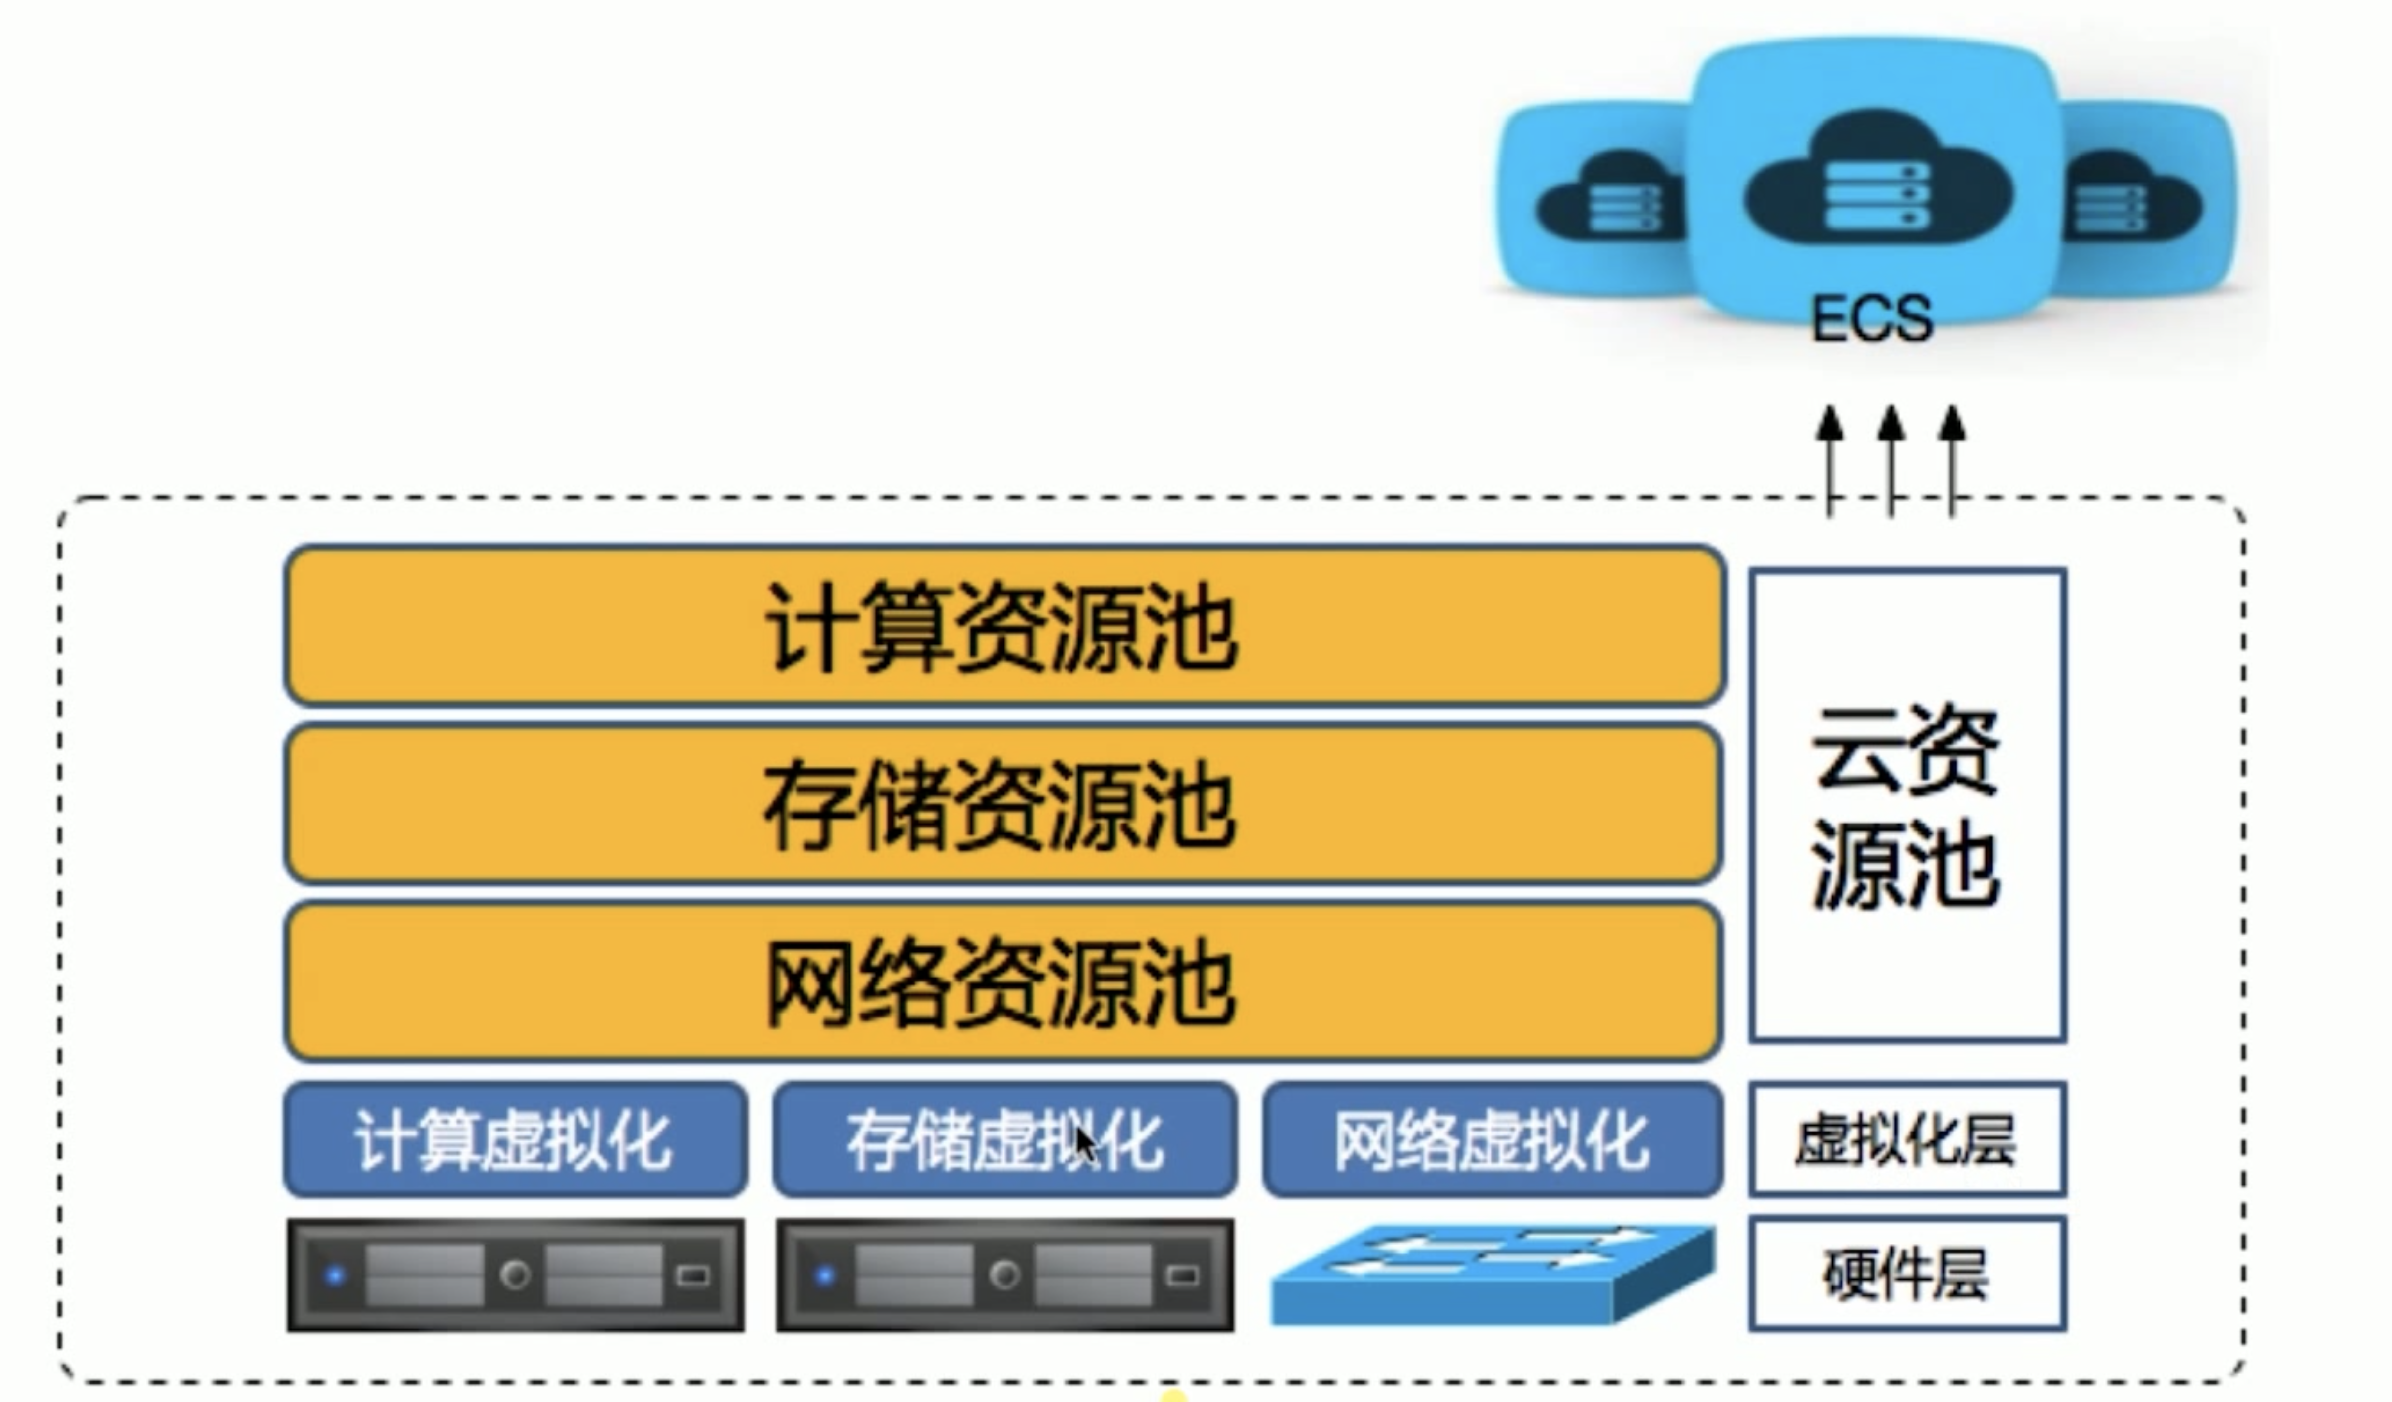 ECS
计算资源池
存储资源池
网络资源池
云资
源池
计算虚拟化
存储虚拟化
网络虚拟化
虚拟化层
硬件层